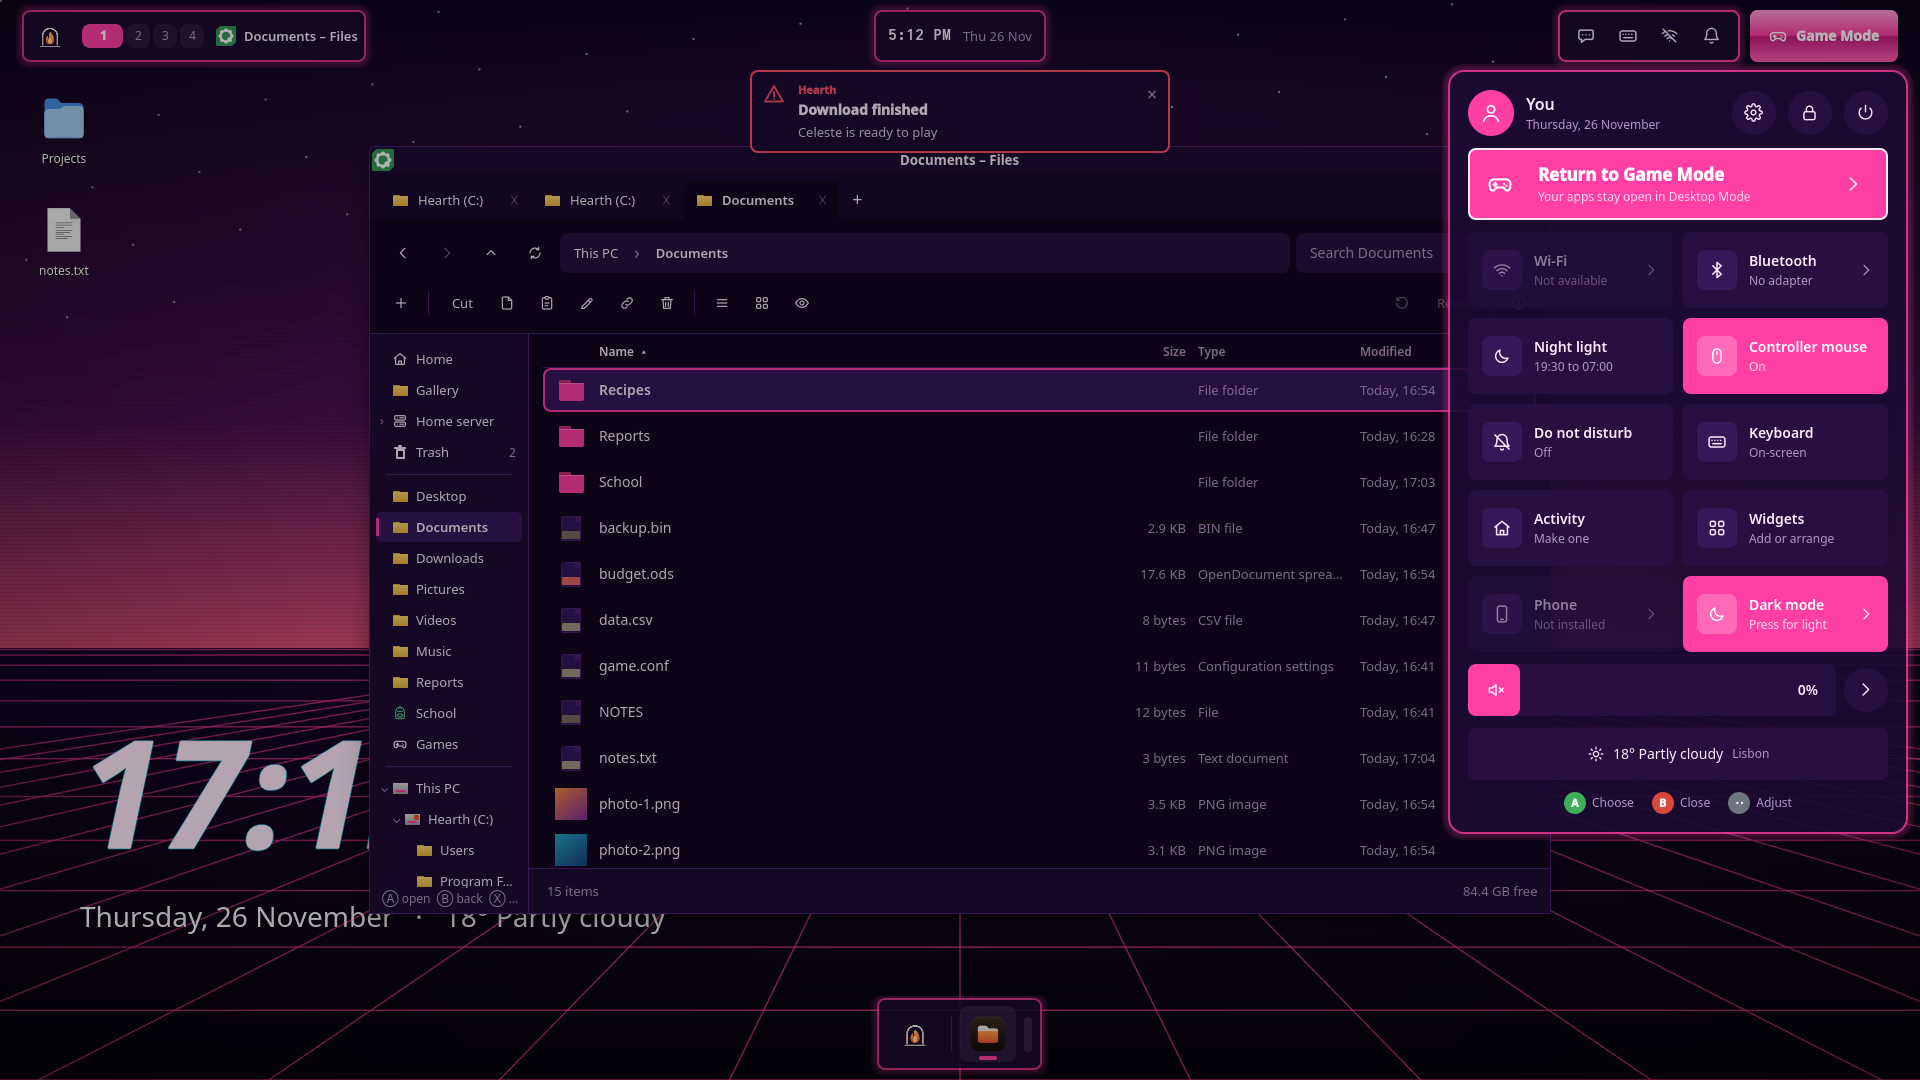 1 2 3 4 Documents – Files
5:12 PM Thu 26 Nov
Game Mode
Projects
notes.txt
Hearth
Download finished
Celeste is ready to play
Documents – Files
Hearth (C:) X Hearth (C:) X Documents X +
This PC › Documents
Search Documents
Cut
Name Size Type Modified
Recipes File folder Today, 16:54
Reports File folder Today, 16:28
School File folder Today, 17:03
backup.bin 2.9 KB BIN file Today, 16:47
budget.ods 17.6 KB OpenDocument sprea... Today, 16:54
data.csv 8 bytes CSV file Today, 16:47
game.conf 11 bytes Configuration settings Today, 16:41
NOTES 12 bytes File Today, 16:41
notes.txt 3 bytes Text document Today, 17:04
photo-1.png 3.5 KB PNG image Today, 16:54
photo-2.png 3.1 KB PNG image Today, 16:54
15 items 84.4 GB free
Home
Gallery
Home server
Trash 2
Desktop
Documents
Downloads
Pictures
Videos
Music
Reports
School
Games
This PC
Hearth (C:)
Users
Program F...
A open B back X ...
17:1
Thursday, 26 November · 18° Partly cloudy
You
Thursday, 26 November
Return to Game Mode
Your apps stay open in Desktop Mode
Wi-Fi
Not available
Bluetooth
No adapter
Night light
19:30 to 07:00
Controller mouse
On
Do not disturb
Off
Keyboard
On-screen
Activity
Make one
Widgets
Add or arrange
Phone
Not installed
Dark mode
Press for light
0%
18° Partly cloudy Lisbon
A Choose B Close Adjust